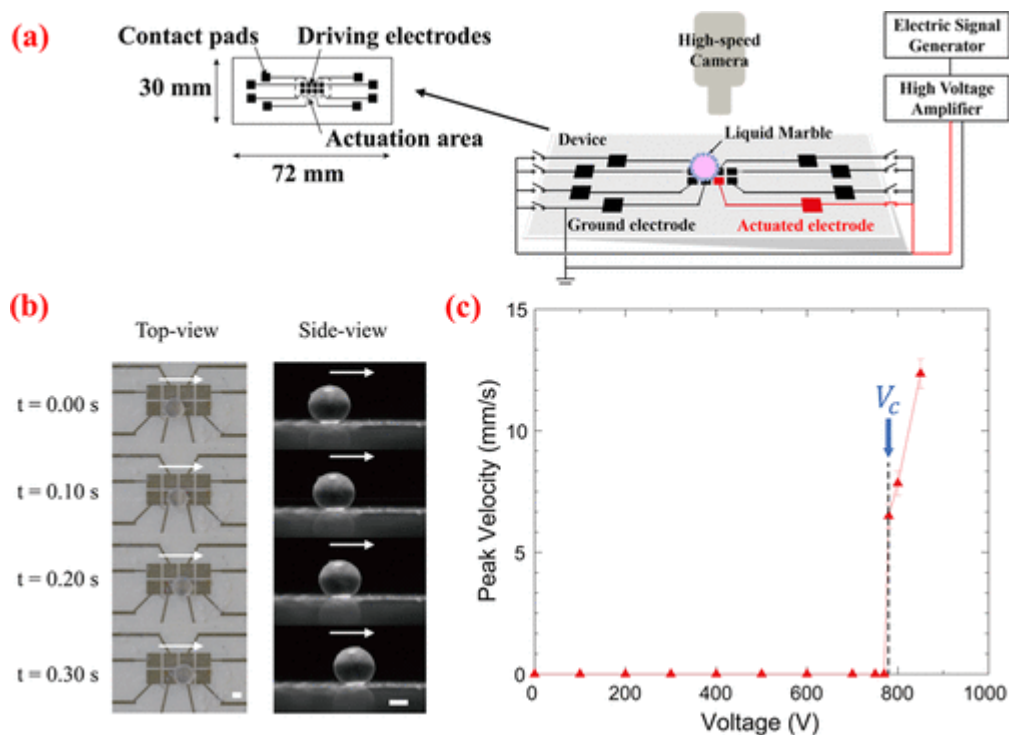 (a)
Contact pads
Driving electrodes
30 mm
Actuation area
72 mm
High-speed
Camera
Electric Signal
Generator
High Voltage
Amplifier
Device
Liquid Marble
Ground electrode
Actuated electrode
(b)
Top-view
Side-view
t = 0.00 s
t = 0.10 s
t = 0.20 s
t = 0.30 s
(c)
15
10
5
0
Peak Velocity (mm/s)
Vc
0
200
400
600
800
1000
Voltage (V)